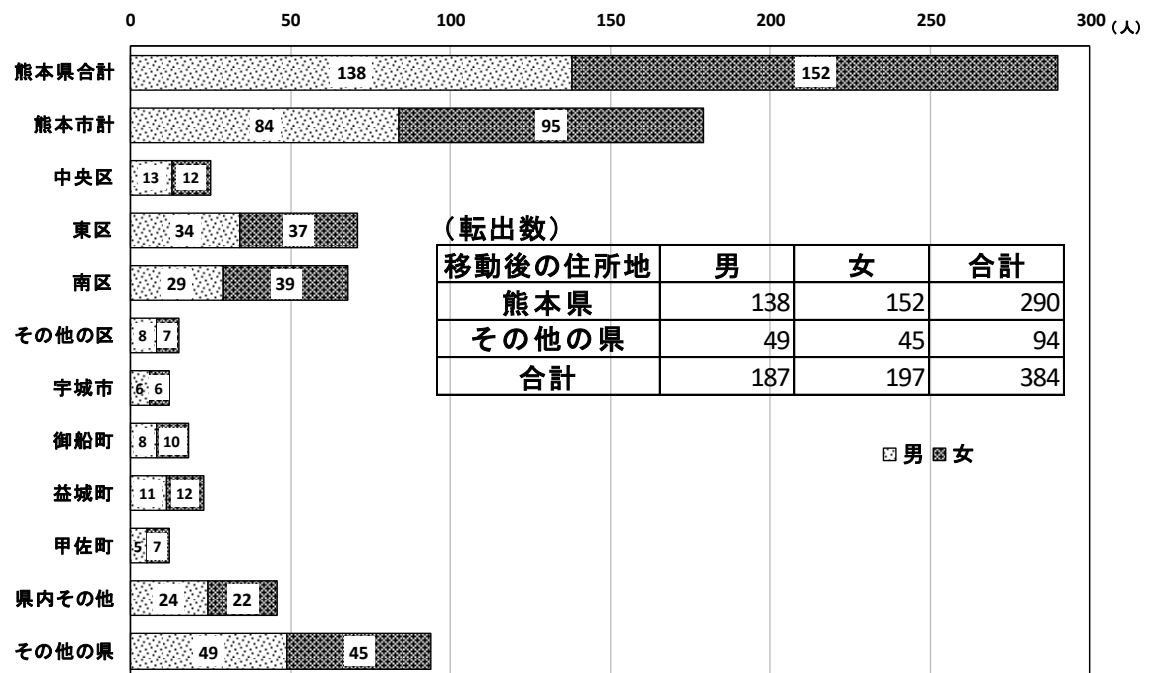 0 50 100 150 200 250 300 (人)
熊本県合計 138 152
熊本市計 84 95
中央区 13 12
東区 34 37
南区 29 39
その他の区 8 7
宇城市 6 6
御船町 8 10
益城町 11 12
甲佐町 5 7
県内その他 24 22
その他の県 49 45
(転出数)
移動後の住所地 男 女 合計
熊本県 138 152 290
その他の県 49 45 94
合計 187 197 384
男 女